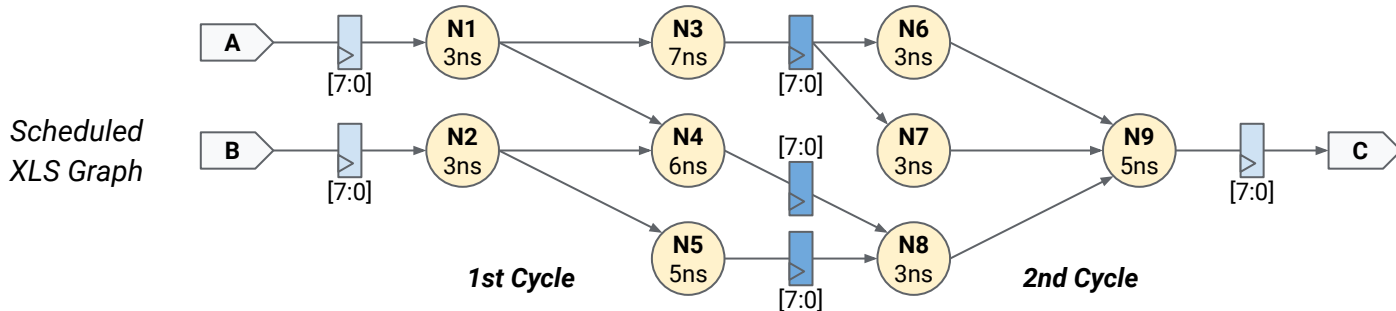 A
[7:0]
N1
3ns
N3
7ns
[7:0]
N6
3ns
Scheduled
XLS Graph
B
[7:0]
N2
3ns
N4
6ns
[7:0]
N7
3ns
N9
5ns
[7:0]
C
1st Cycle
N5
5ns
[7:0]
N8
3ns
2nd Cycle